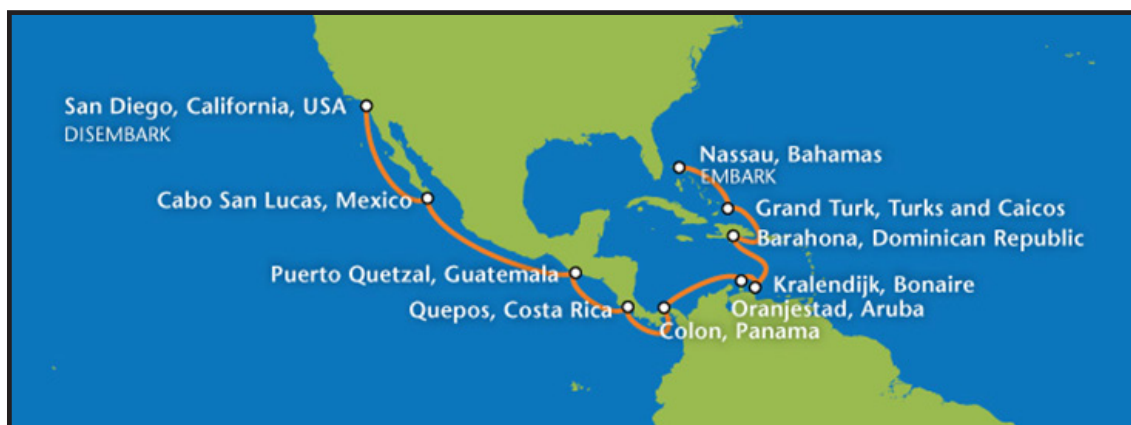 San Diego, California, USA
DISEMBARK
Nassau, Bahamas
EMBARK
Cabo San Lucas, Mexico
Grand Turk, Turks and Caicos
Barahona, Dominican Republic
Puerto Quetzal, Guatemala
Kralendijk, Bonaire
Quepos, Costa Rica
Oranjestad, Aruba
Colon, Panama